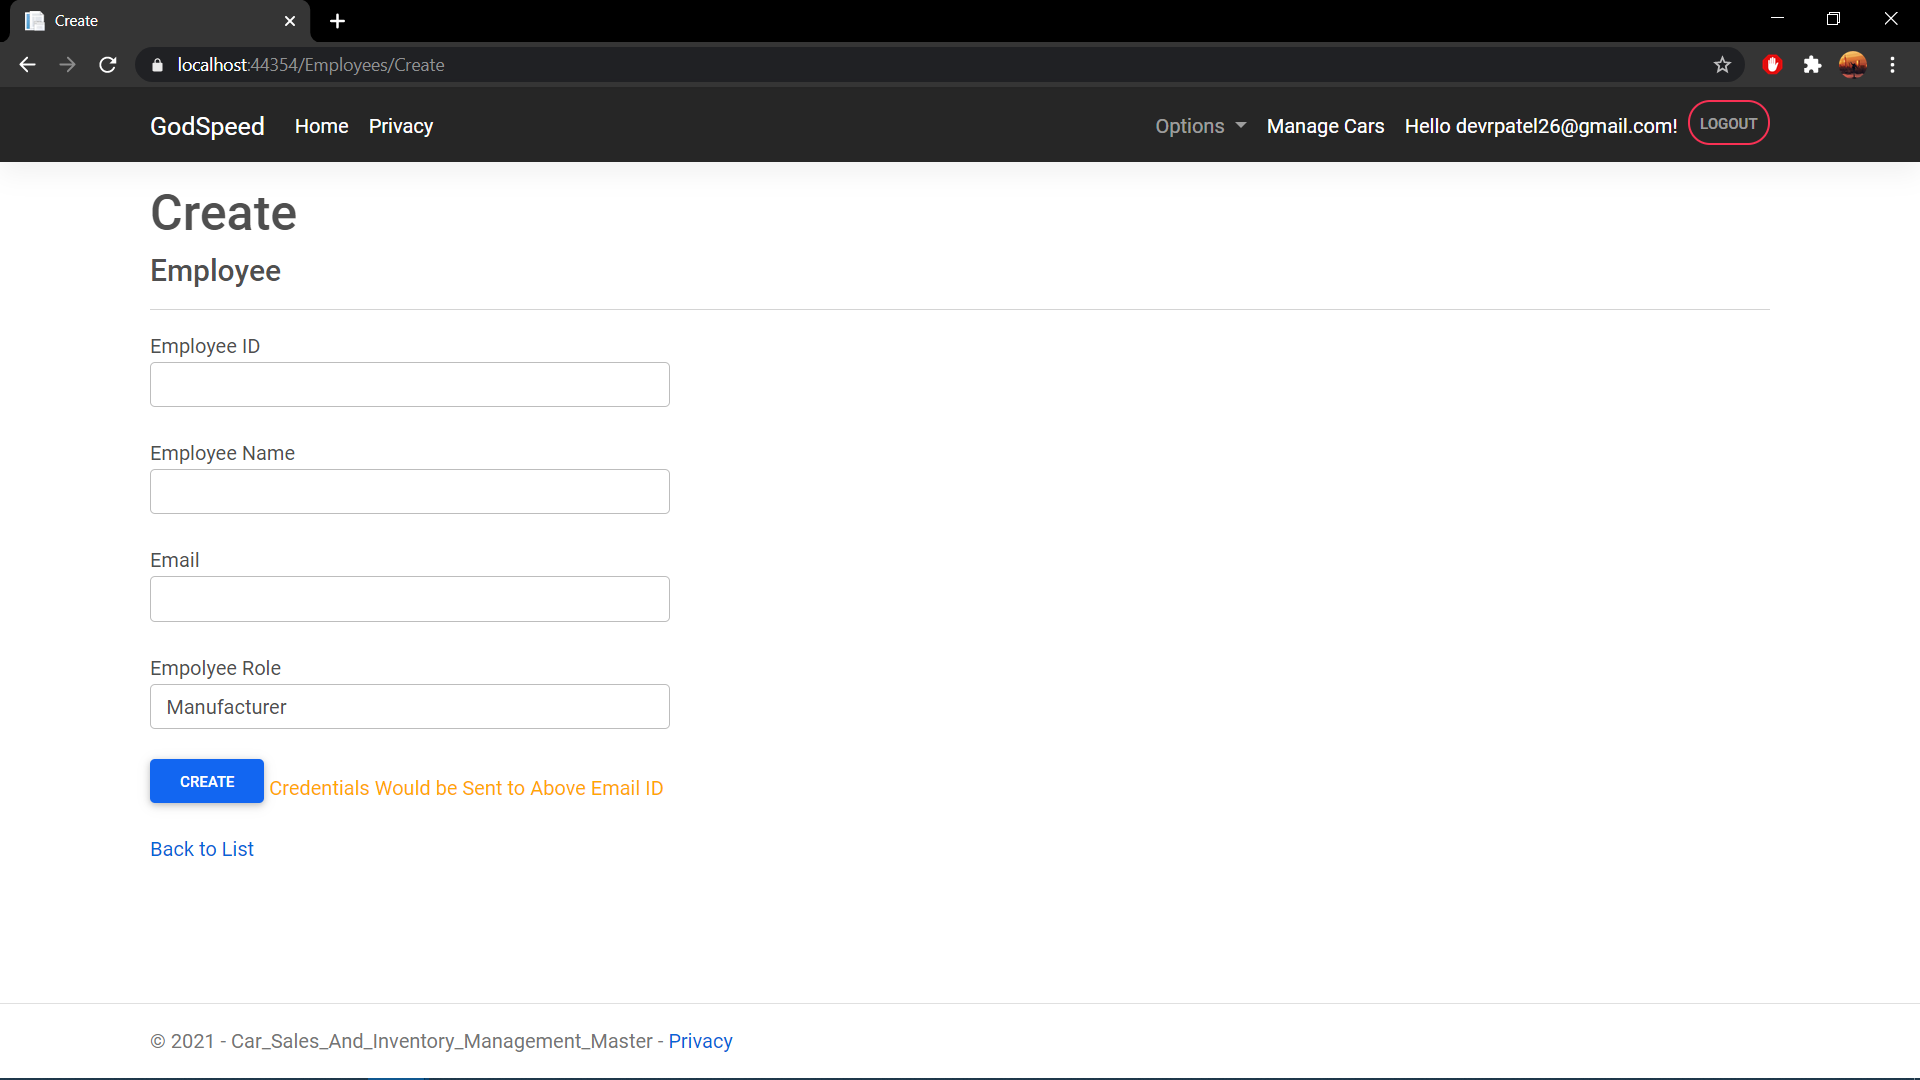 Create
localhost:44354/Employees/Create
GodSpeed Home Privacy Options Manage Cars Hello devrpatel26@gmail.com! LOGOUT
Create
Employee
Employee ID
Employee Name
Email
Empolyee Role
Manufacturer
CREATE Credentials Would be Sent to Above Email ID
Back to List
© 2021 - Car_Sales_And_Inventory_Management_Master - Privacy